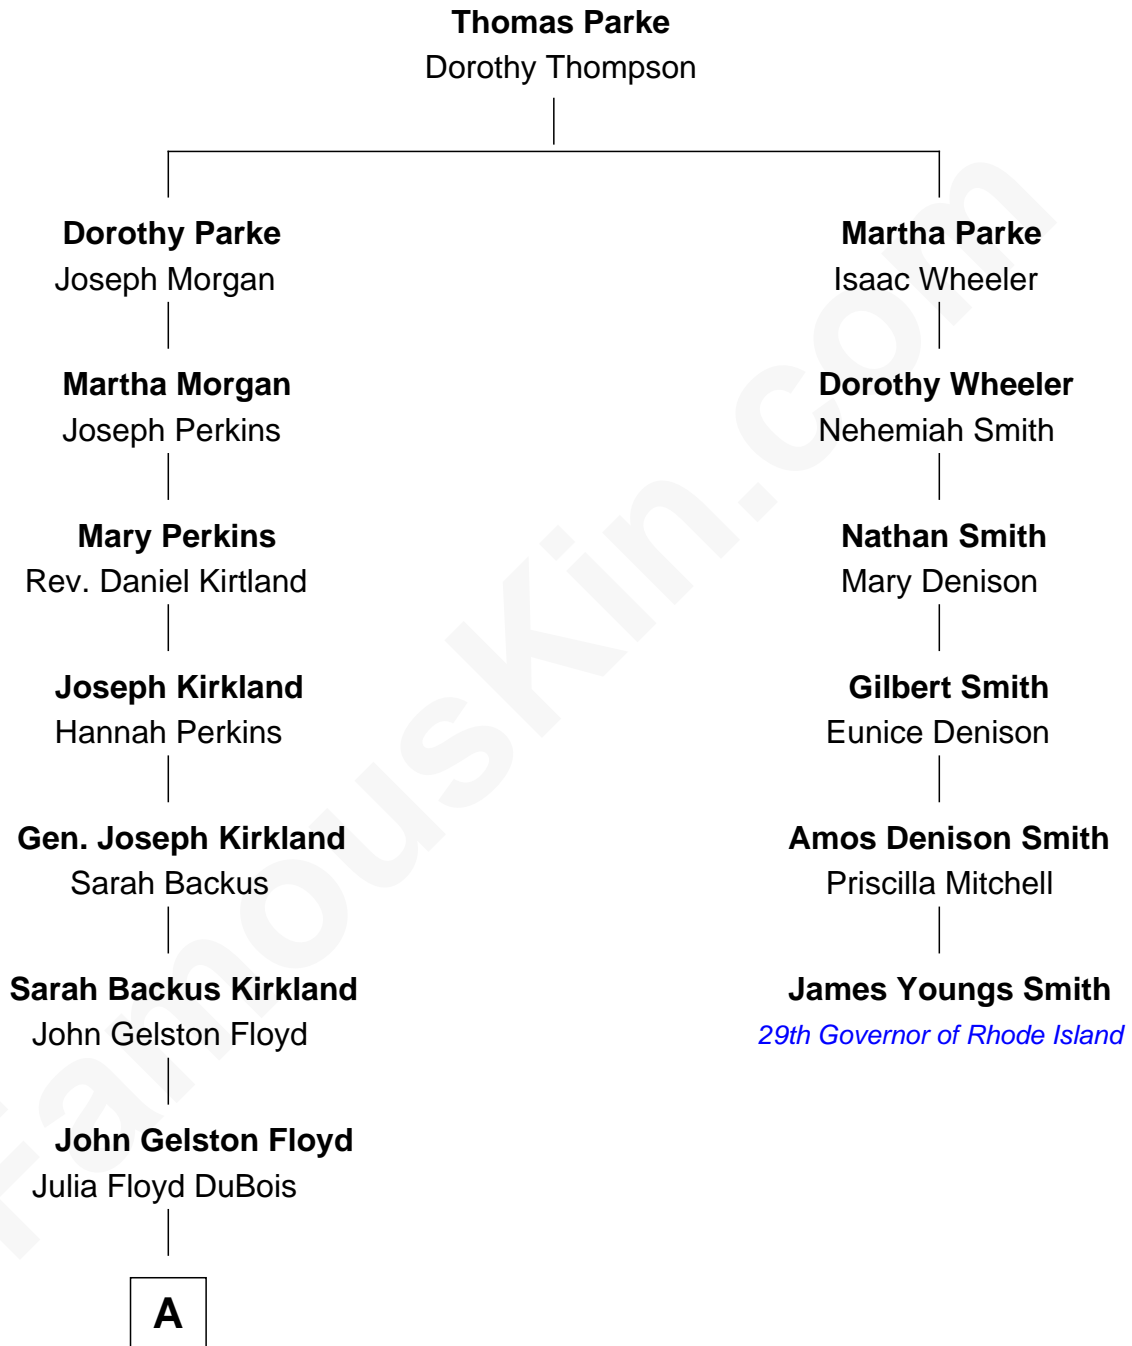 Thomas Parke
Dorothy Thompson
Dorothy Parke
Joseph Morgan
Martha Parke
Isaac Wheeler
Martha Morgan
Joseph Perkins
Dorothy Wheeler
Nehemiah Smith
Mary Perkins
Rev. Daniel Kirtland
Nathan Smith
Mary Denison
Joseph Kirkland
Hannah Perkins
Gilbert Smith
Eunice Denison
Gen. Joseph Kirkland
Sarah Backus
Amos Denison Smith
Priscilla Mitchell
Sarah Backus Kirkland
John Gelston Floyd
James Youngs Smith
29th Governor of Rhode Island
John Gelston Floyd
Julia Floyd DuBois
A
FamousKin.com